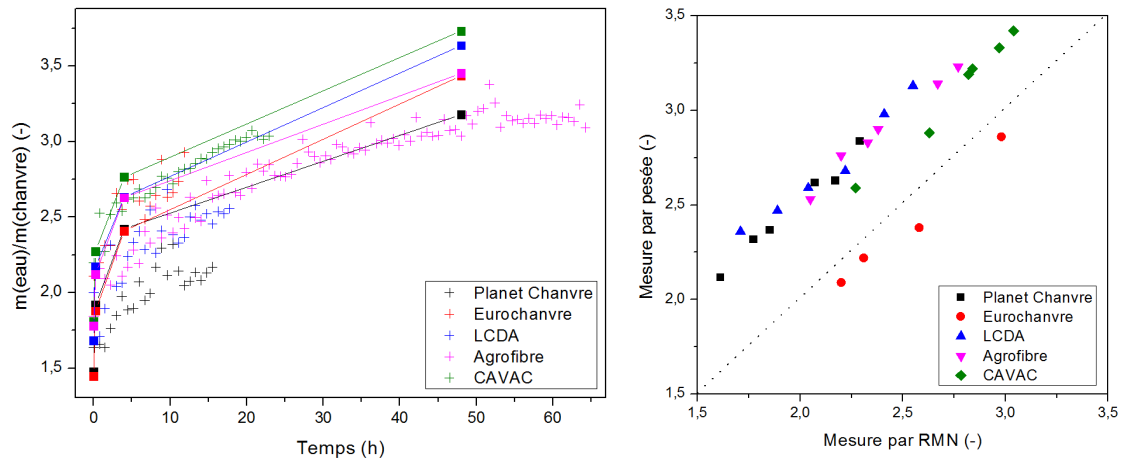 m(eau)/m(chanvre) (-)
3,5
3,0
2,5
2,0
1,5
0 10 20 30 40 50 60
Temps (h)
Planet Chanvre
Eurochanvre
LCDA
Agrofibre
CAVAC
Mesure par pesée (-)
3,5
3,0
2,5
2,0
1,5
1,5 2,0 2,5 3,0 3,5
Mesure par RMN (-)
Planet Chanvre
Eurochanvre
LCDA
Agrofibre
CAVAC